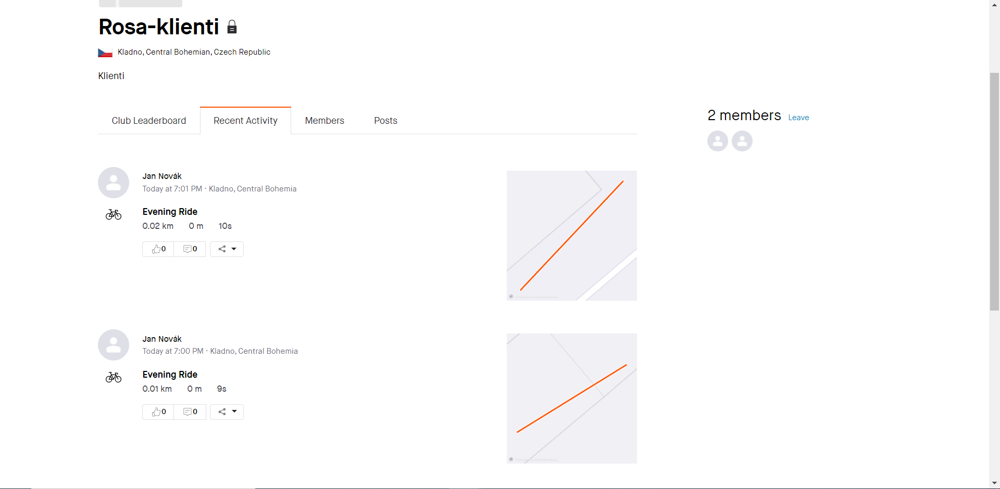 Rosa-klienti
Kladno, Central Bohemian, Czech Republic
Klienti
Club Leaderboard
Recent Activity
Members
Posts
2 members Leave
Jan Novák
Today at 7:01 PM · Kladno, Central Bohemia
Evening Ride
0.02 km 0 m 10s
0 0
Jan Novák
Today at 7:00 PM · Kladno, Central Bohemia
Evening Ride
0.01 km 0 m 9s
0 0